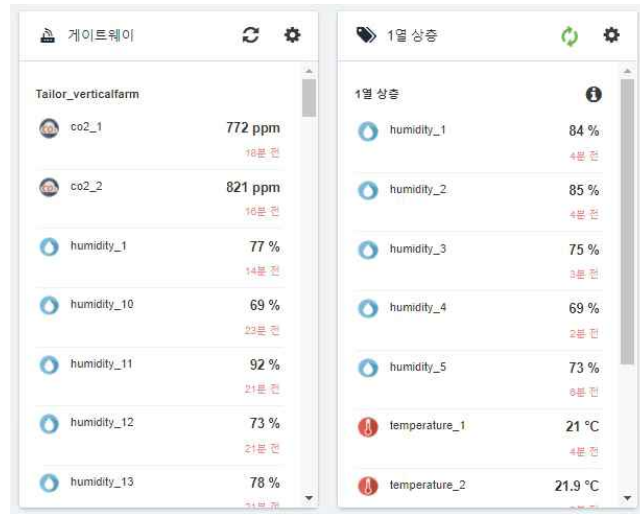 게이트웨이
Tailor_verticalfarm
co2_1
772 ppm
18분 전
co2_2
821 ppm
16분 전
humidity_1
77 %
14분 전
humidity_10
69 %
23분 전
humidity_11
92 %
21분 전
humidity_12
73 %
21분 전
humidity_13
78 %
1열 상층
1열 상층
humidity_1
84 %
4분 전
humidity_2
85 %
4분 전
humidity_3
75 %
3분 전
humidity_4
69 %
2분 전
humidity_5
73 %
6분 전
temperature_1
21 °C
4분 전
temperature_2
21.9 °C